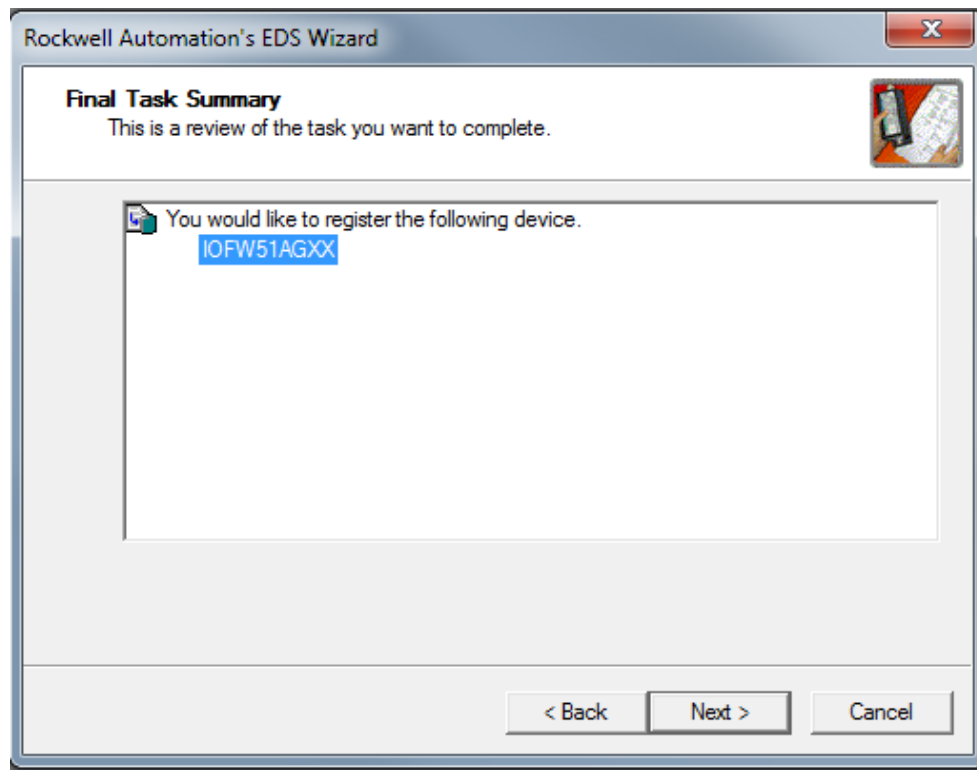 Rockwell Automation's EDS Wizard
Final Task Summary
This is a review of the task you want to complete.
You would like to register the following device.
IOFW51AGXX
< Back
Next >
Cancel